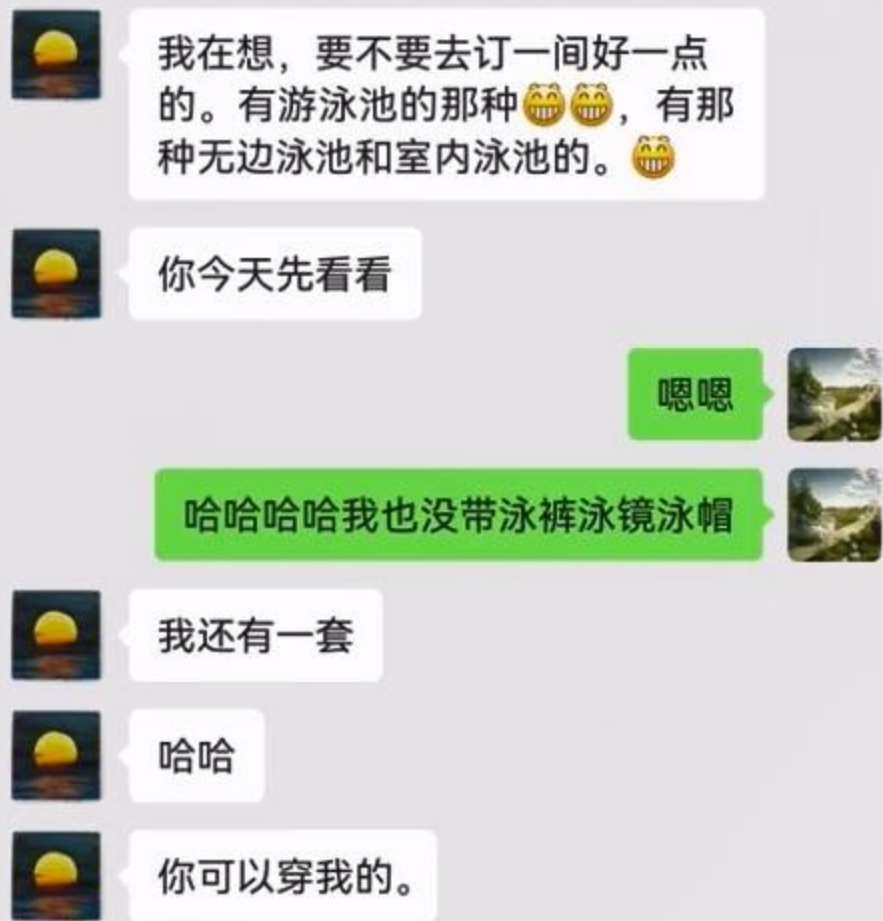 我在想，要不要去订一间好一点
的。有游泳池的那种😁😁，有那
种无边泳池和室内泳池的。😁
你今天先看看
嗯嗯
哈哈哈哈我也没带泳裤泳镜泳帽
我还有一套
哈哈
你可以穿我的。